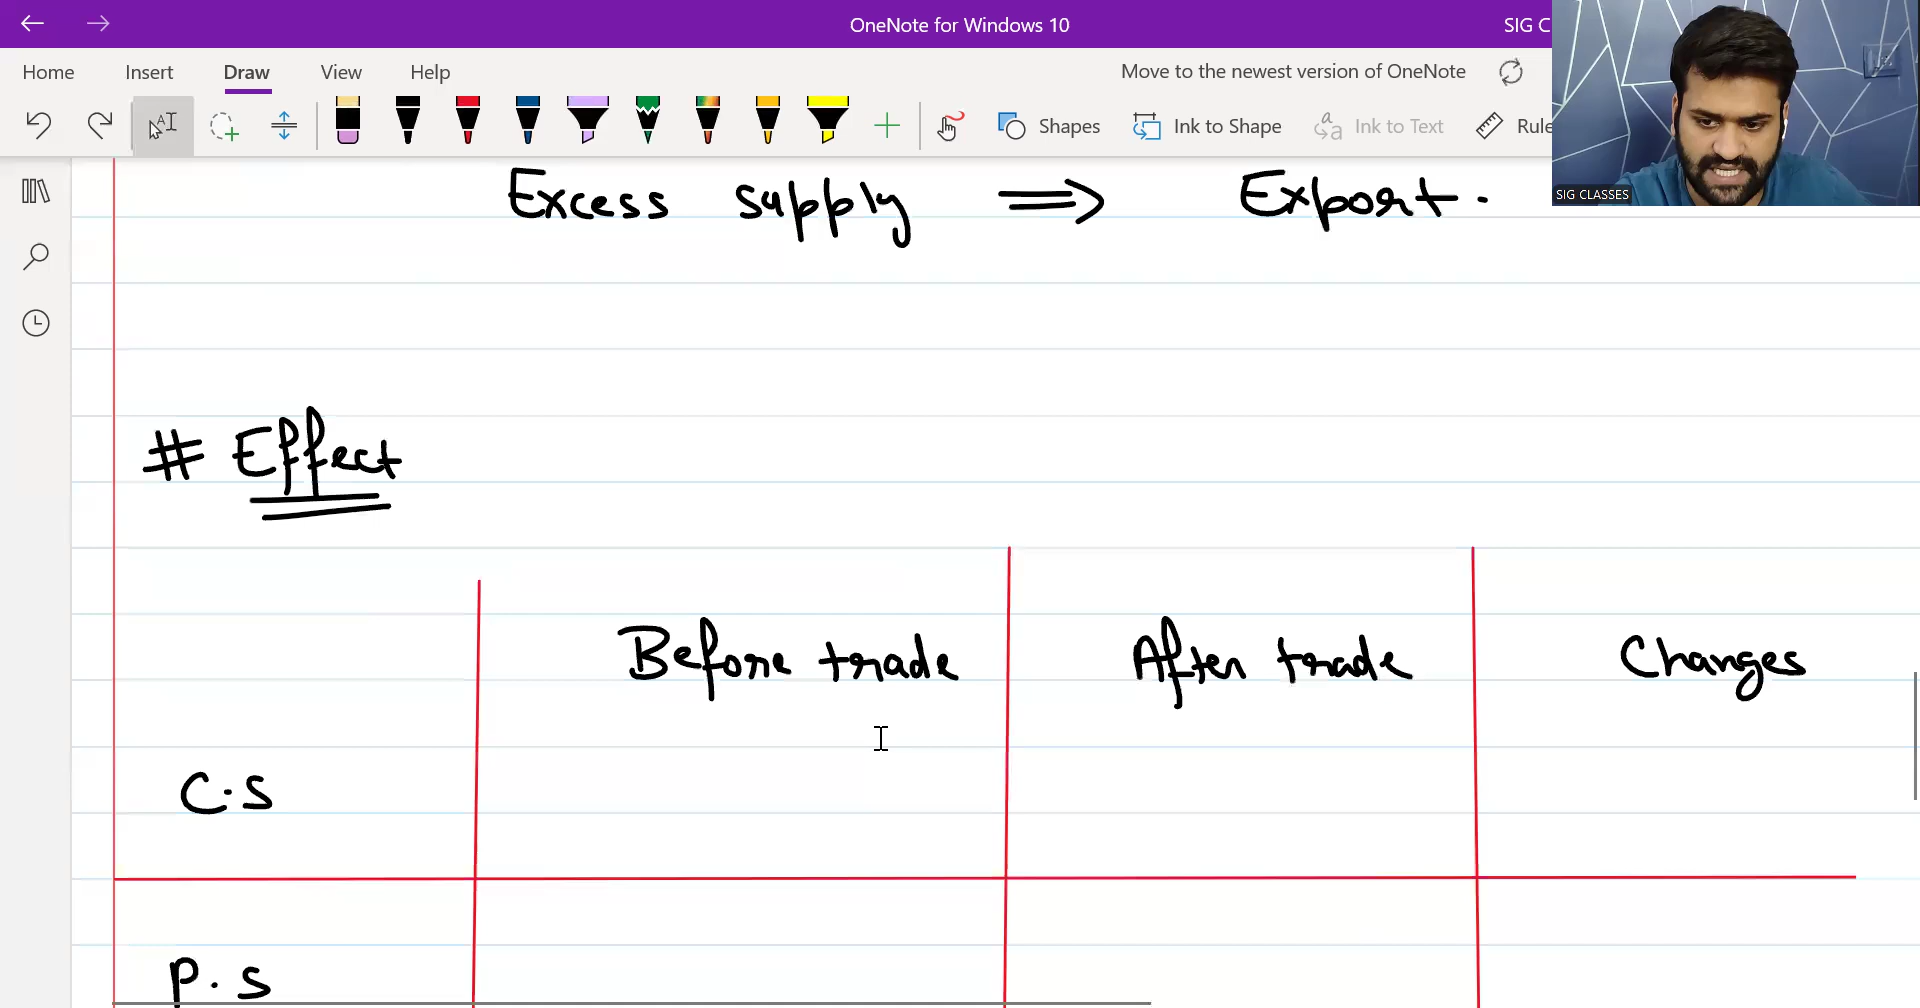 OneNote for Windows 10
SIG C
Home Insert Draw View Help
Move to the newest version of OneNote
Shapes Ink to Shape Ink to Text Rule
SIG CLASSES
Excess supply ⟹ Export.
# Effect
Before trade After trade Changes
C.S
P.S